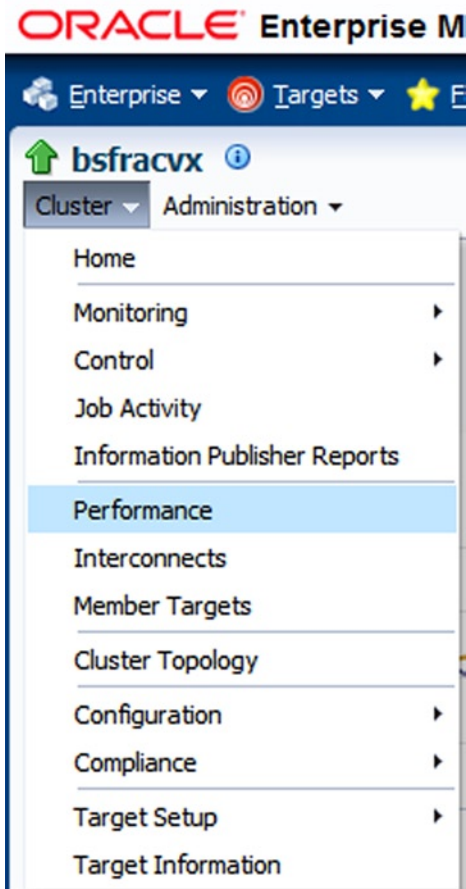 ORACLE Enterprise M
Enterprise Targets
bsfracvx
Cluster Administration
Home
Monitoring
Control
Job Activity
Information Publisher Reports
Performance
Interconnects
Member Targets
Cluster Topology
Configuration
Compliance
Target Setup
Target Information